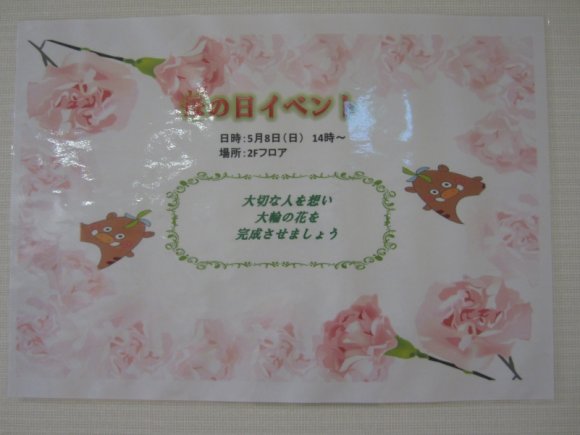 の日イベント
日時：5月8日（日） 14時～
場所：2Fフロア
大切な人を想い
大輪の花を
完成させましょう